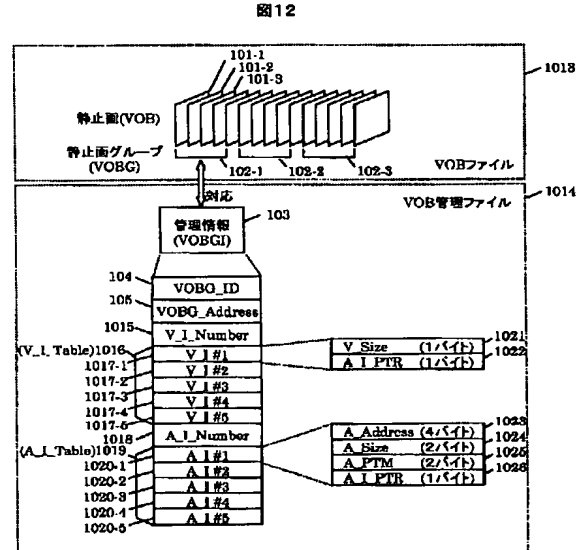 図12
101-1
101-2
101-3
1013
静止画(VOB)
静止画グループ
(VOBG)
102-1
102-2
102-3
VOBファイル
対応
VOB管理ファイル
1014
管理情報
(VOBGI)
103
104
VOBG_ID
105
VOBG_Address
1015
V_I_Number
(V_I_Table)1016
V_I #1
1017-1
V_I #2
1017-2
V_I #3
1017-3
V_I #4
1017-4
V_I #5
1017-5
1018
A_I_Number
(A_I_Table)1019
A_I #1
1020-1
A_I #2
1020-2
A_I #3
1020-3
A_I #4
1020-4
A_I #5
1020-5
V_Size (1バイト)
1021
A_I_PTR (1バイト)
1022
A_Address (4バイト)
1023
A_Size (2バイト)
1024
A_PTM (2バイト)
1025
A_I_PTR (1バイト)
1026